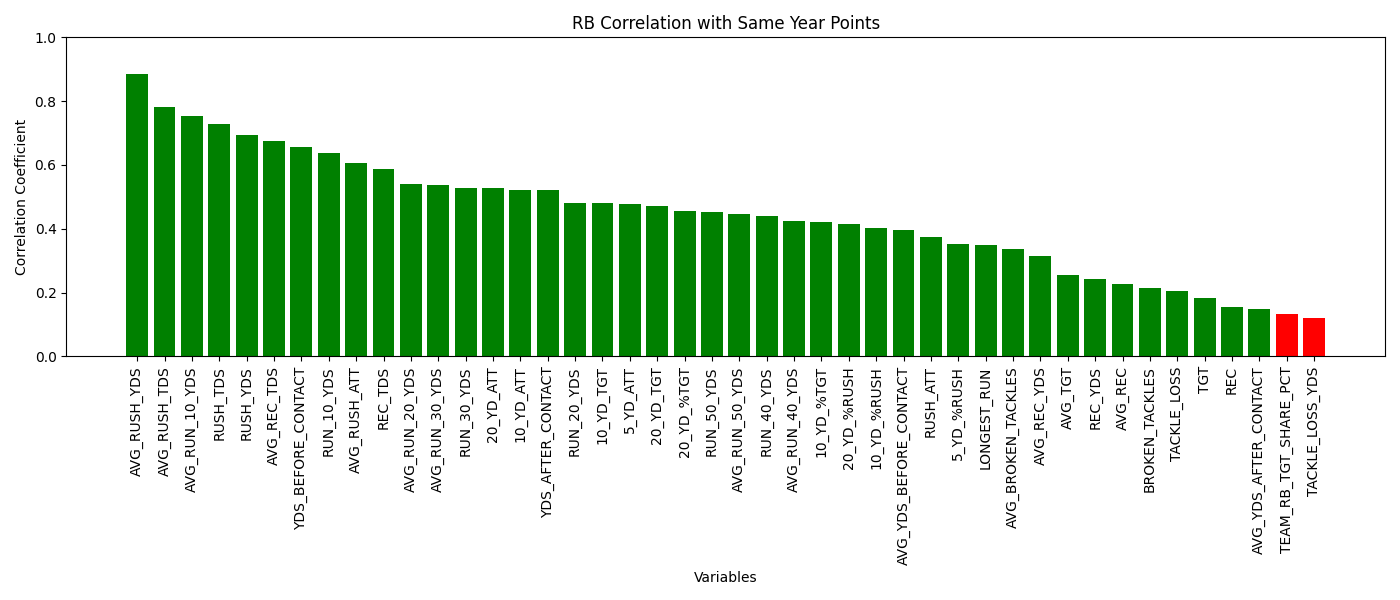 RB Correlation with Same Year Points
Correlation Coefficient
1.0
0.8
0.6
0.4
0.2
0.0
AVG_RUSH_YDS
AVG_RUSH_TDS
AVG_RUN_10_YDS
RUSH_TDS
RUSH_YDS
AVG_REC_TDS
YDS_BEFORE_CONTACT
RUN_10_YDS
AVG_RUSH_ATT
REC_TDS
AVG_RUN_20_YDS
AVG_RUN_30_YDS
RUN_30_YDS
20_YD_ATT
10_YD_ATT
YDS_AFTER_CONTACT
RUN_20_YDS
10_YD_TGT
5_YD_ATT
20_YD_TGT
20_YD_%TGT
RUN_50_YDS
AVG_RUN_50_YDS
RUN_40_YDS
AVG_RUN_40_YDS
10_YD_%TGT
20_YD_%RUSH
10_YD_%RUSH
AVG_YDS_BEFORE_CONTACT
RUSH_ATT
5_YD_%RUSH
LONGEST_RUN
AVG_BROKEN_TACKLES
AVG_REC_YDS
AVG_TGT
REC_YDS
AVG_REC
BROKEN_TACKLES
TACKLE_LOSS
TGT
REC
AVG_YDS_AFTER_CONTACT
TEAM_RB_TGT_SHARE_PCT
TACKLE_LOSS_YDS
Variables